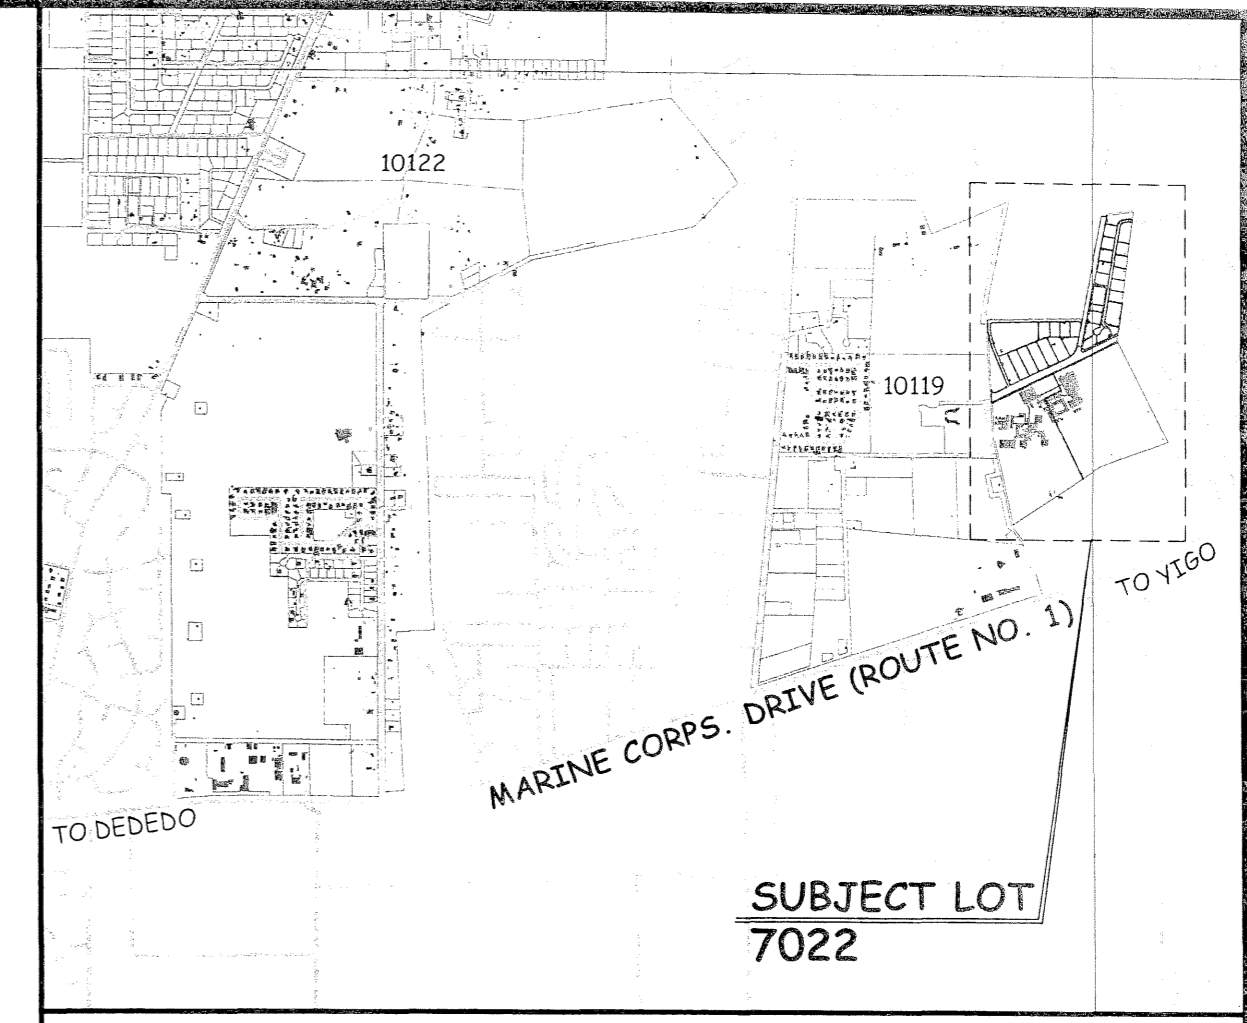 10122
10119
TO YIGO
MARINE CORPS. DRIVE (ROUTE NO. 1)
TO DEDEDO
SUBJECT LOT
7022